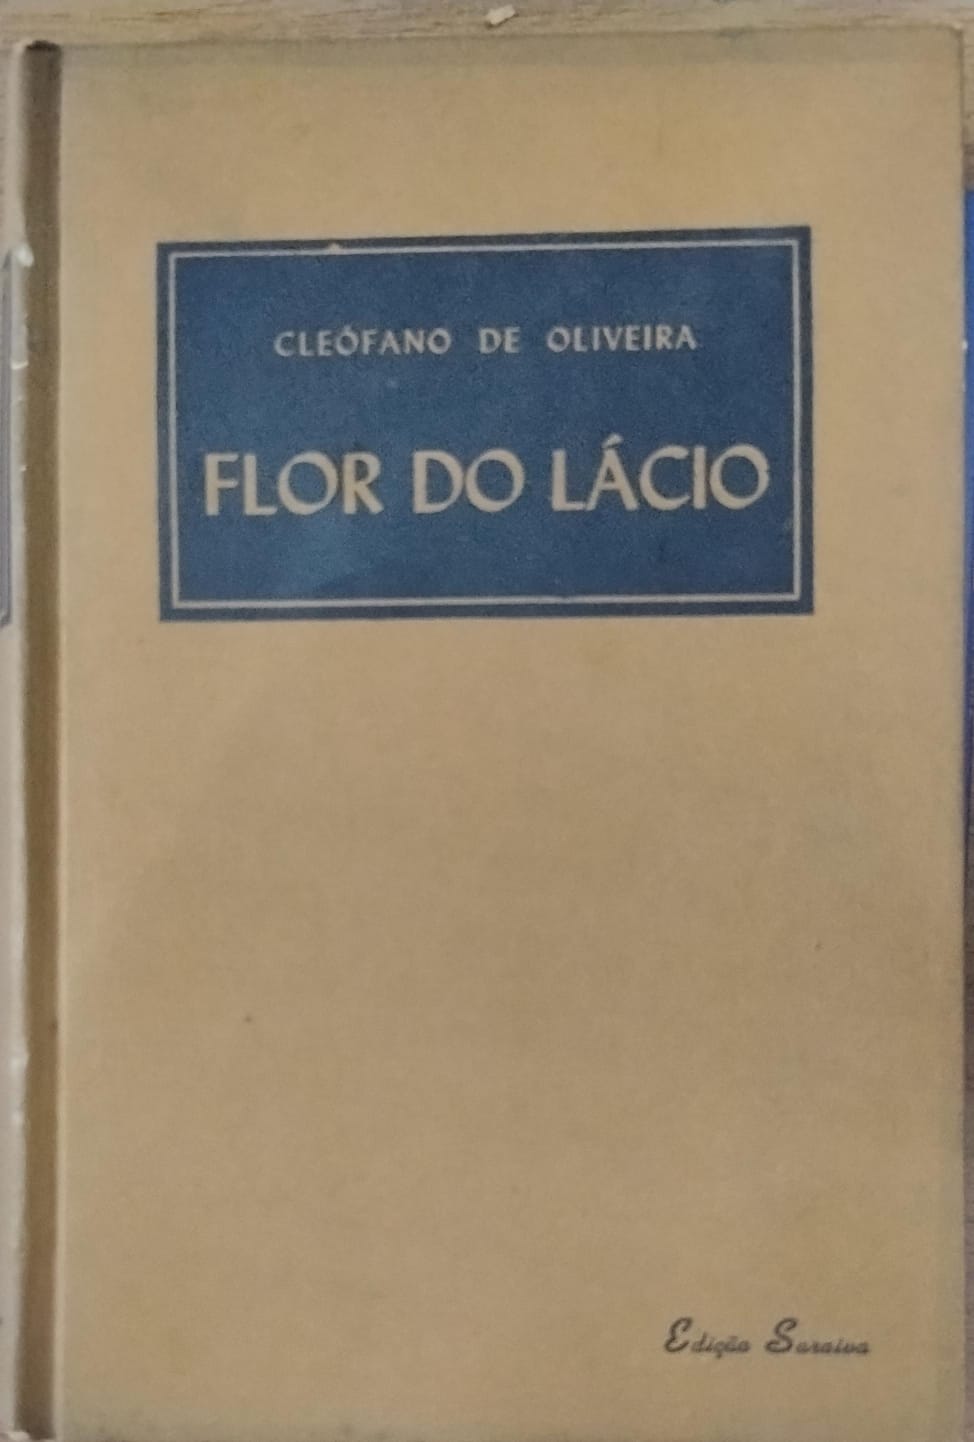 CLEÓFANO DE OLIVEIRA
FLOR DO LÁCIO
Edição Saraiva